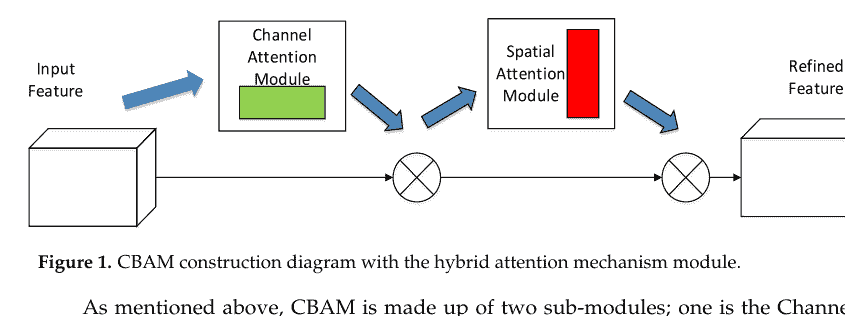 Input
Feature
Channel
Attention
Module
Spatial
Attention
Module
Refined
Feature
Figure 1. CBAM construction diagram with the hybrid attention mechanism module.
As mentioned above, CBAM is made up of two sub-modules; one is the Channel